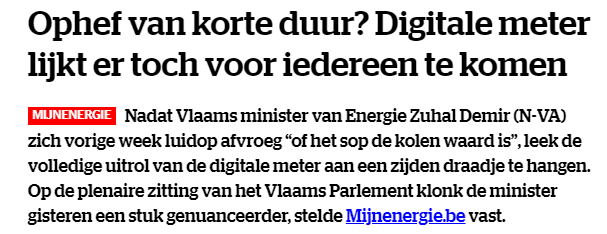 Ophef van korte duur? Digitale meter
lijkt er toch voor iedereen te komen
MIJNENERGIE Nadat Vlaams minister van Energie Zuhal Demir (N-VA)
zich vorige week luidop afvroeg “of het sop de kolen waard is”, leek de
volledige uitrol van de digitale meter aan een zijden draadje te hangen.
Op de plenaire zitting van het Vlaams Parlement klonk de minister
gisteren een stuk genuanceerder, stelde Mijnenergie.be vast.